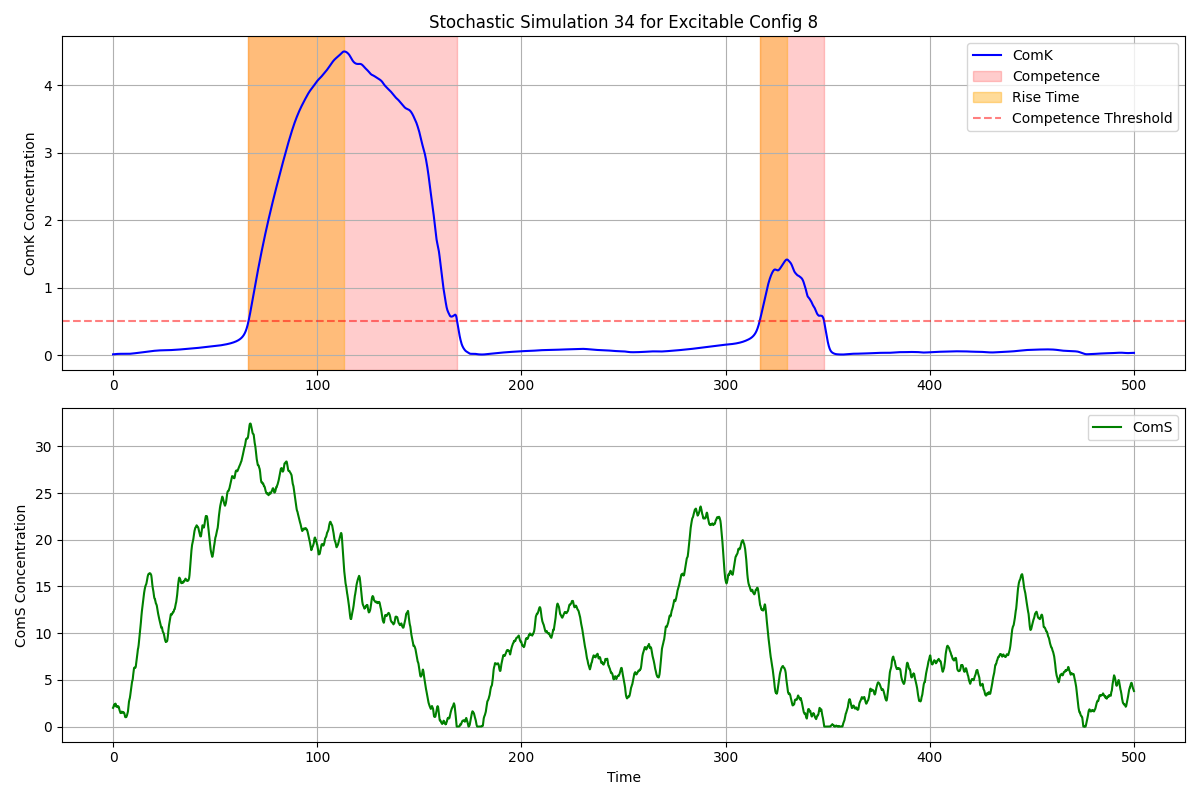 Stochastic Simulation 34 for Excitable Config 8
ComK Concentration
4
3
2
1
0
ComK
Competence
Rise Time
Competence Threshold
0 100 200 300 400 500
ComS Concentration
30
25
20
15
10
5
0
ComS
0 100 200 300 400 500
Time